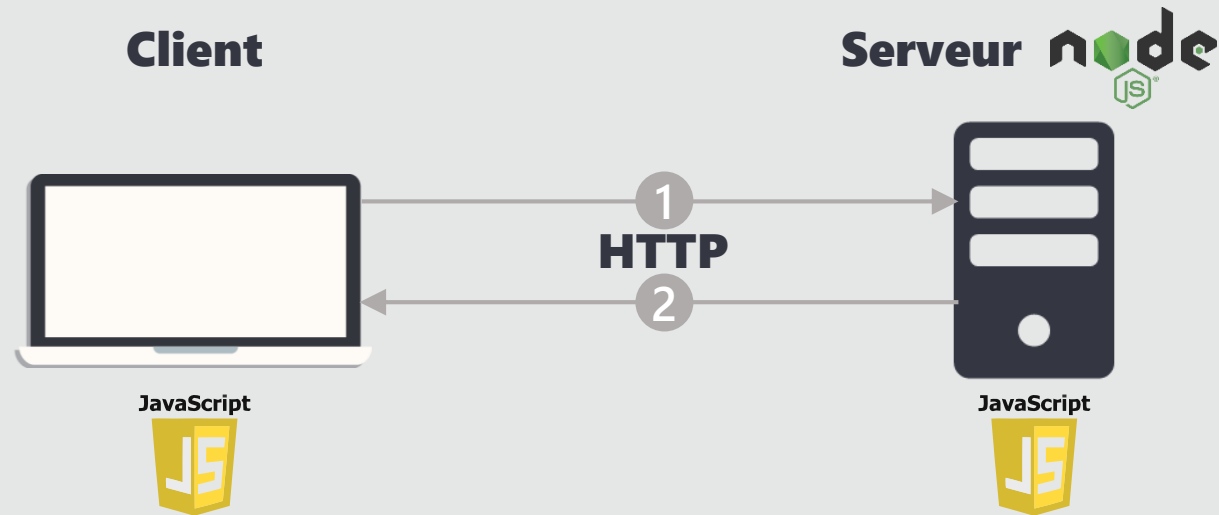 Client
Serveur node
JS
1
HTTP
2
JavaScript
JS
JavaScript
JS